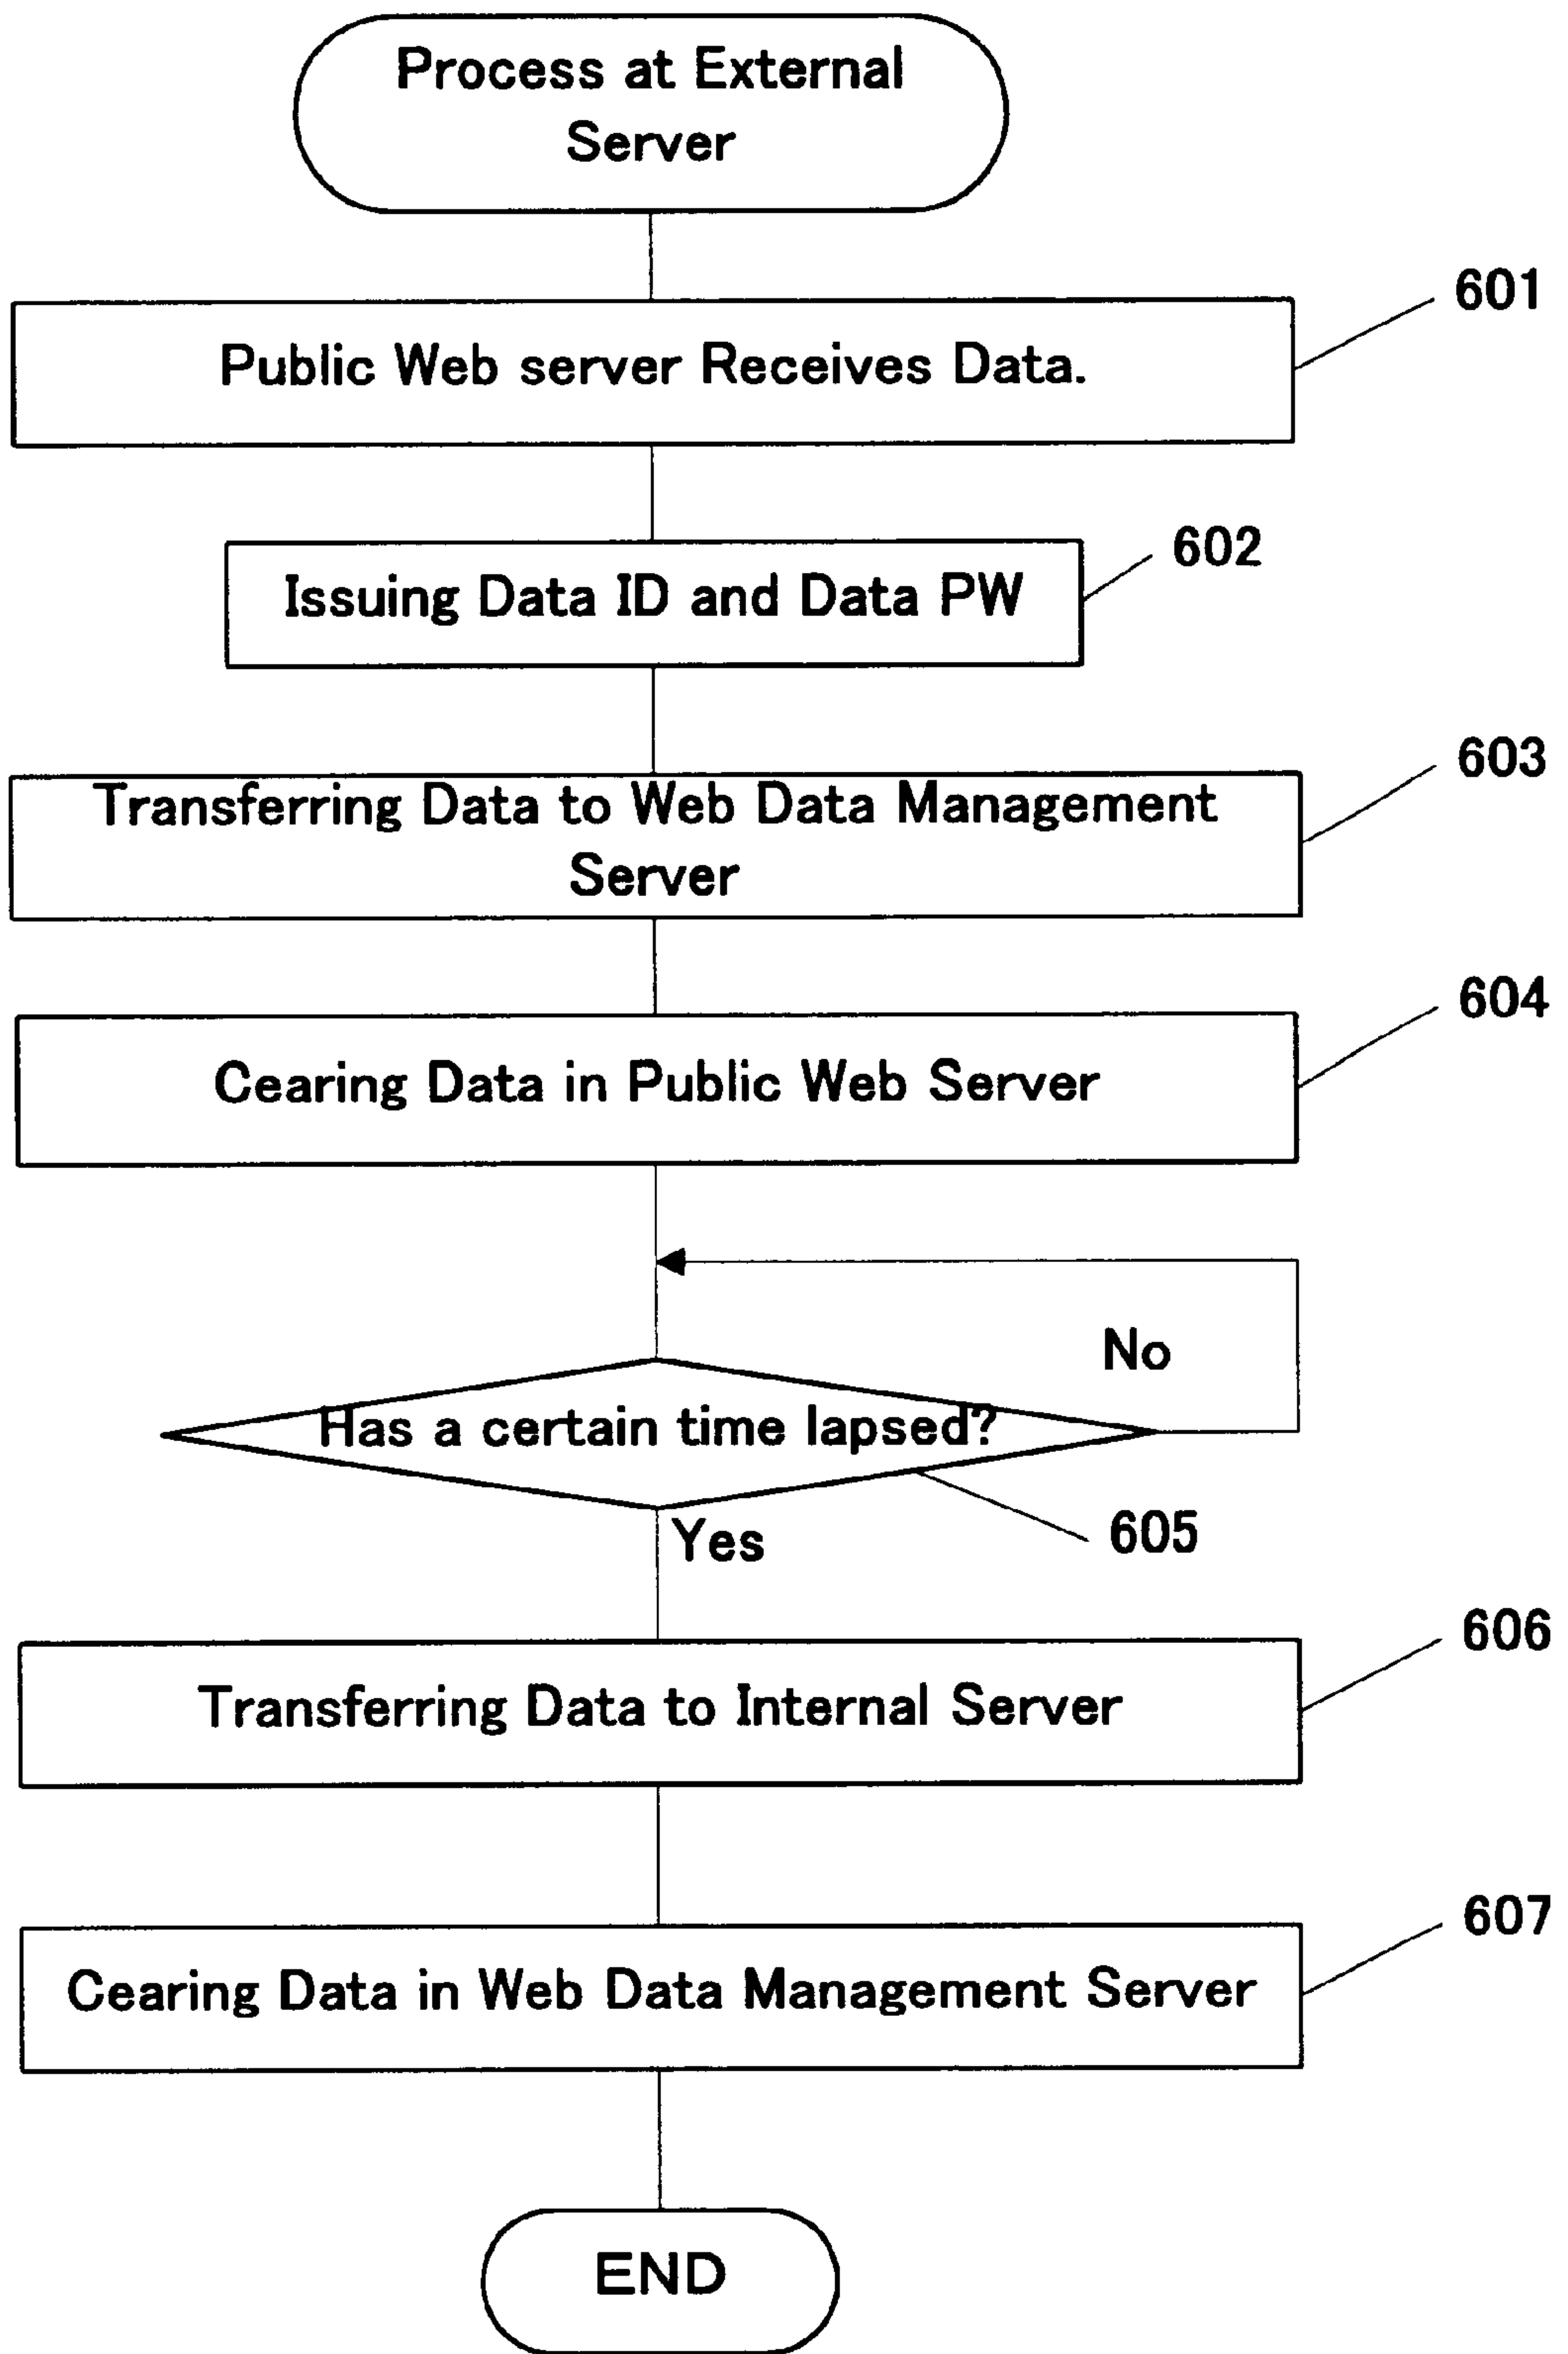 Process at External
Server
601
Public Web server Receives Data.
602
Issuing Data ID and Data PW
603
Transferring Data to Web Data Management
Server
604
Cearing Data in Public Web Server
No
Has a certain time lapsed?
605
Yes
606
Transferring Data to Internal Server
607
Cearing Data in Web Data Management Server
END